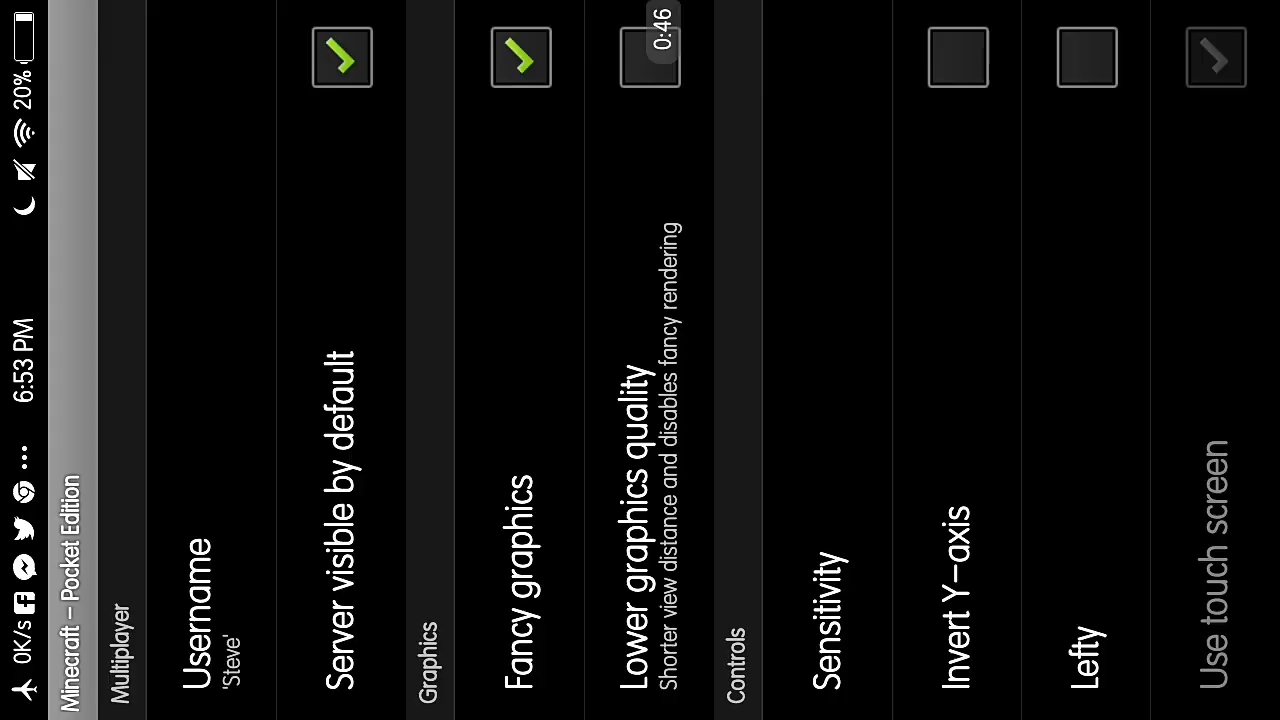 0K/s ... 6:53 PM 20%
Minecraft - Pocket Edition
Multiplayer
Username
'Steve'
Server visible by default
Graphics
Fancy graphics
Lower graphics quality
Shorter view distance and disables fancy rendering
0:46
Controls
Sensitivity
Invert Y-axis
Lefty
Use touch screen